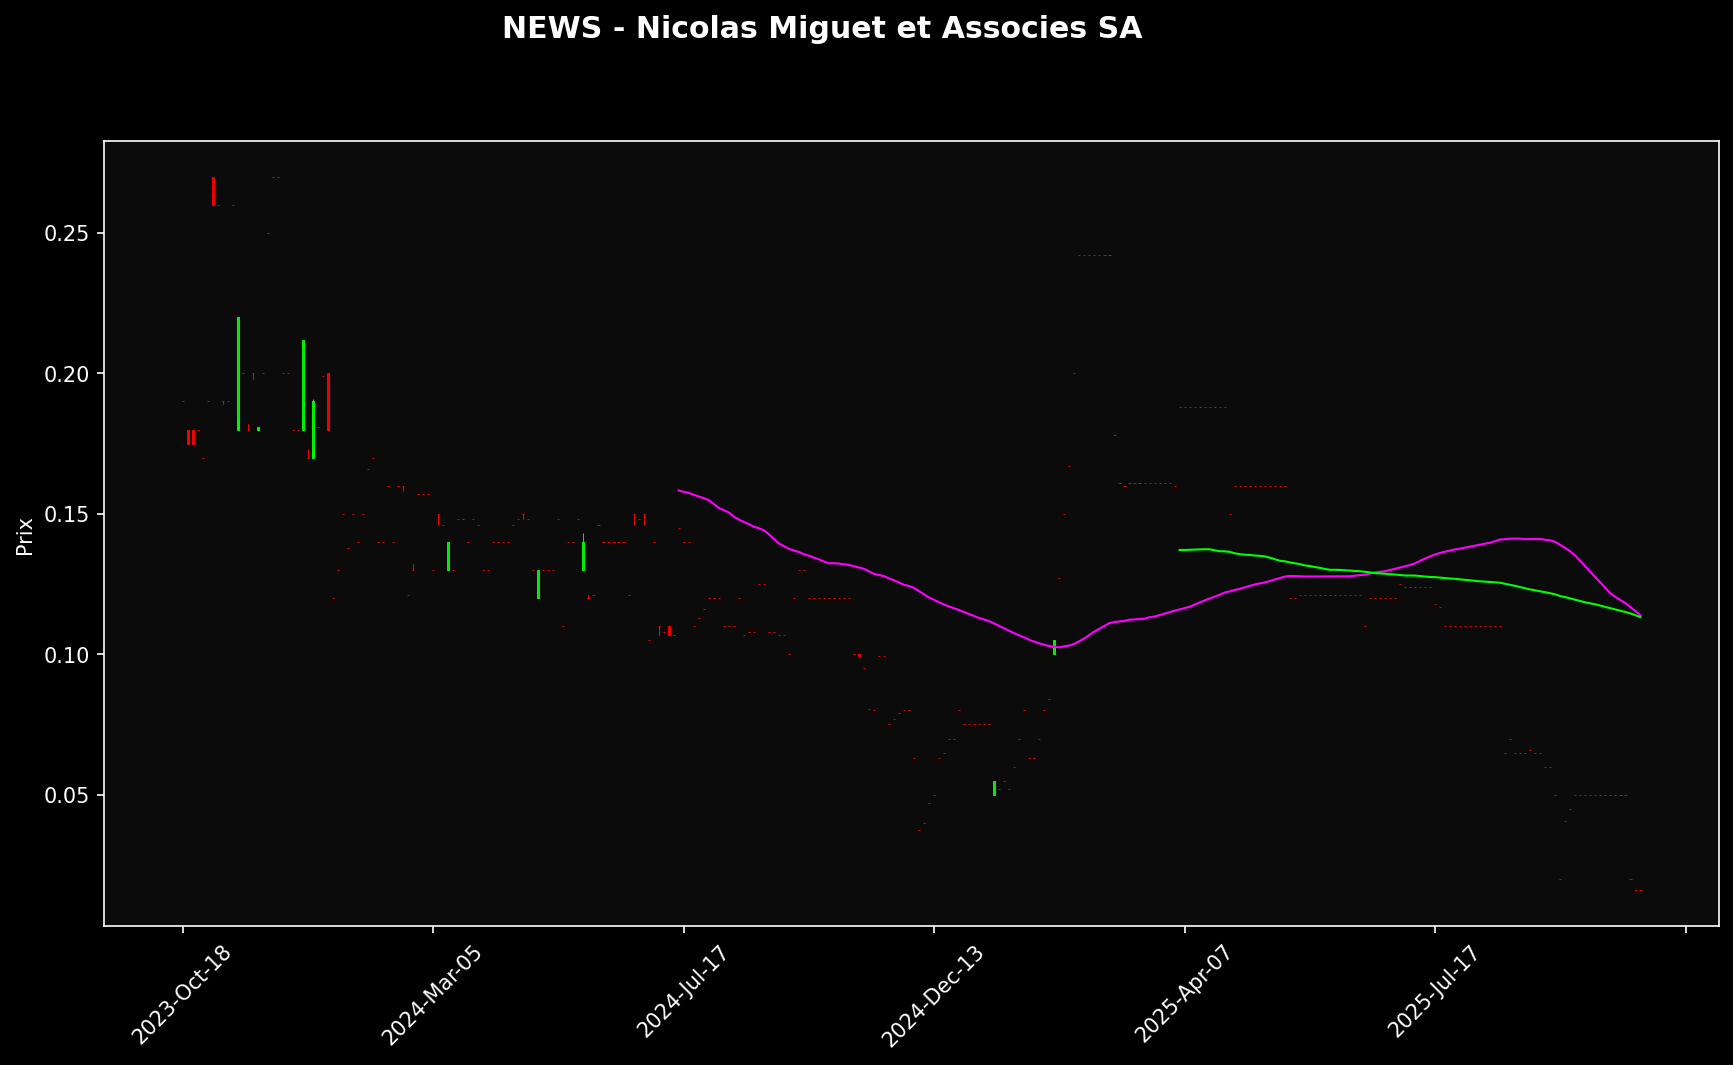 NEWS - Nicolas Miguet et Associes SA
Prix
0.25
0.20
0.15
0.10
0.05
2023-Oct-18
2024-Mar-05
2024-Jul-17
2024-Dec-13
2025-Apr-07
2025-Jul-17